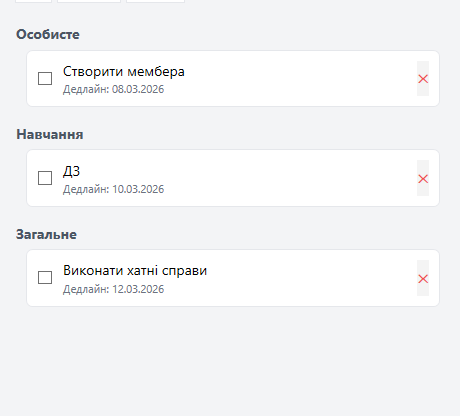 Особисте
Створити мембера
Дедлайн: 08.03.2026
×
Навчання
ДЗ
Дедлайн: 10.03.2026
×
Загальне
Виконати хатні справи
Дедлайн: 12.03.2026
×